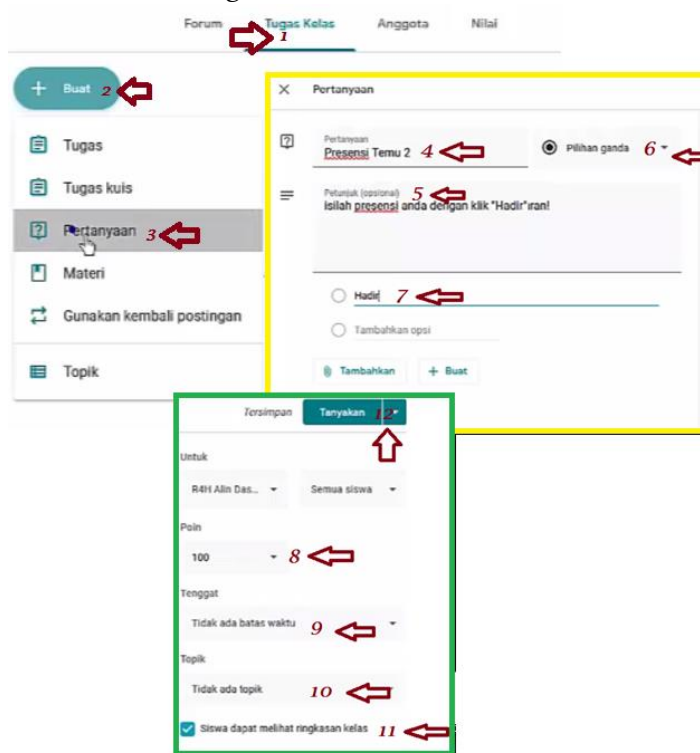 Forum Tugas Kelas Anggota Nilai
1
+ Buat 2
Tugas
Tugas kuis
Pertanyaan 3
Materi
Gunakan kembali postingan
Topik
× Pertanyaan
Pertanyaan
Presensi Temu 2 4
Pilihan ganda 6
Petunjuk (opsional) 5
isilah presensi anda dengan klik "Hadir"iran!
Hadir 7
Tambahkan opsi
Tambahkan + Buat
Tersimpan Tanyakan 12
Untuk
R4H Alin Das... Semua siswa
Poin
100 8
Tenggat
Tidak ada batas waktu 9
Topik
Tidak ada topik 10
Siswa dapat melihat ringkasan kelas 11